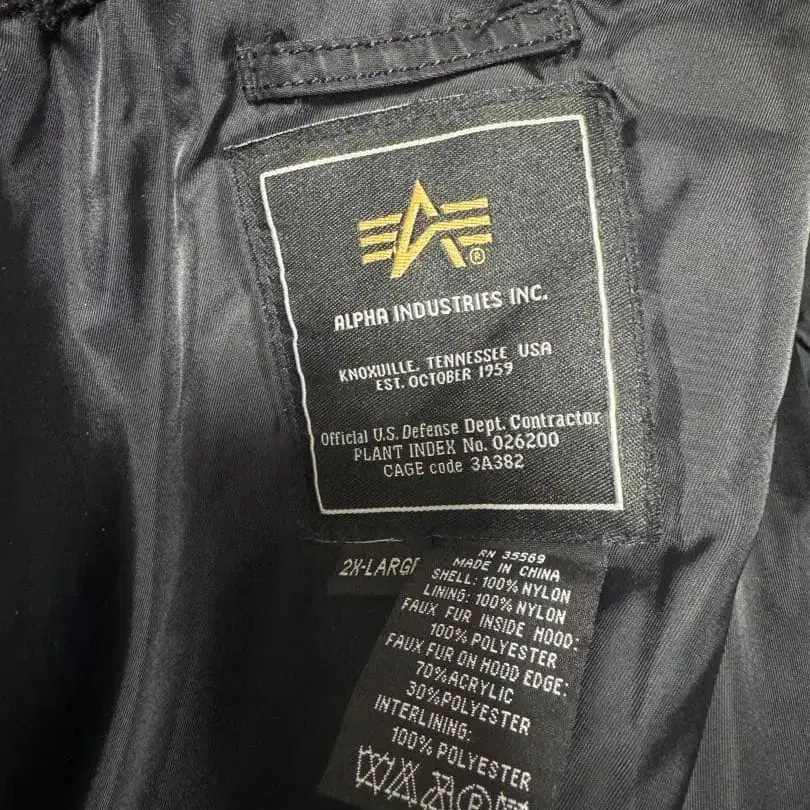 ®
ALPHA INDUSTRIES INC.
KNOXVILLE, TENNESSEE USA
EST. OCTOBER 1959
Official U.S. Defense Dept. Contractor
PLANT INDEX No. 026200
CAGE code 3A382
2X-LARGE
RN 35569
MADE IN CHINA
SHELL: 100% NYLON
LINING: 100% NYLON
FAUX FUR INSIDE HOOD:
100% POLYESTER
FAUX FUR ON HOOD EDGE:
70%ACRYLIC
30%POLYESTER
INTERLINING:
100% POLYESTER